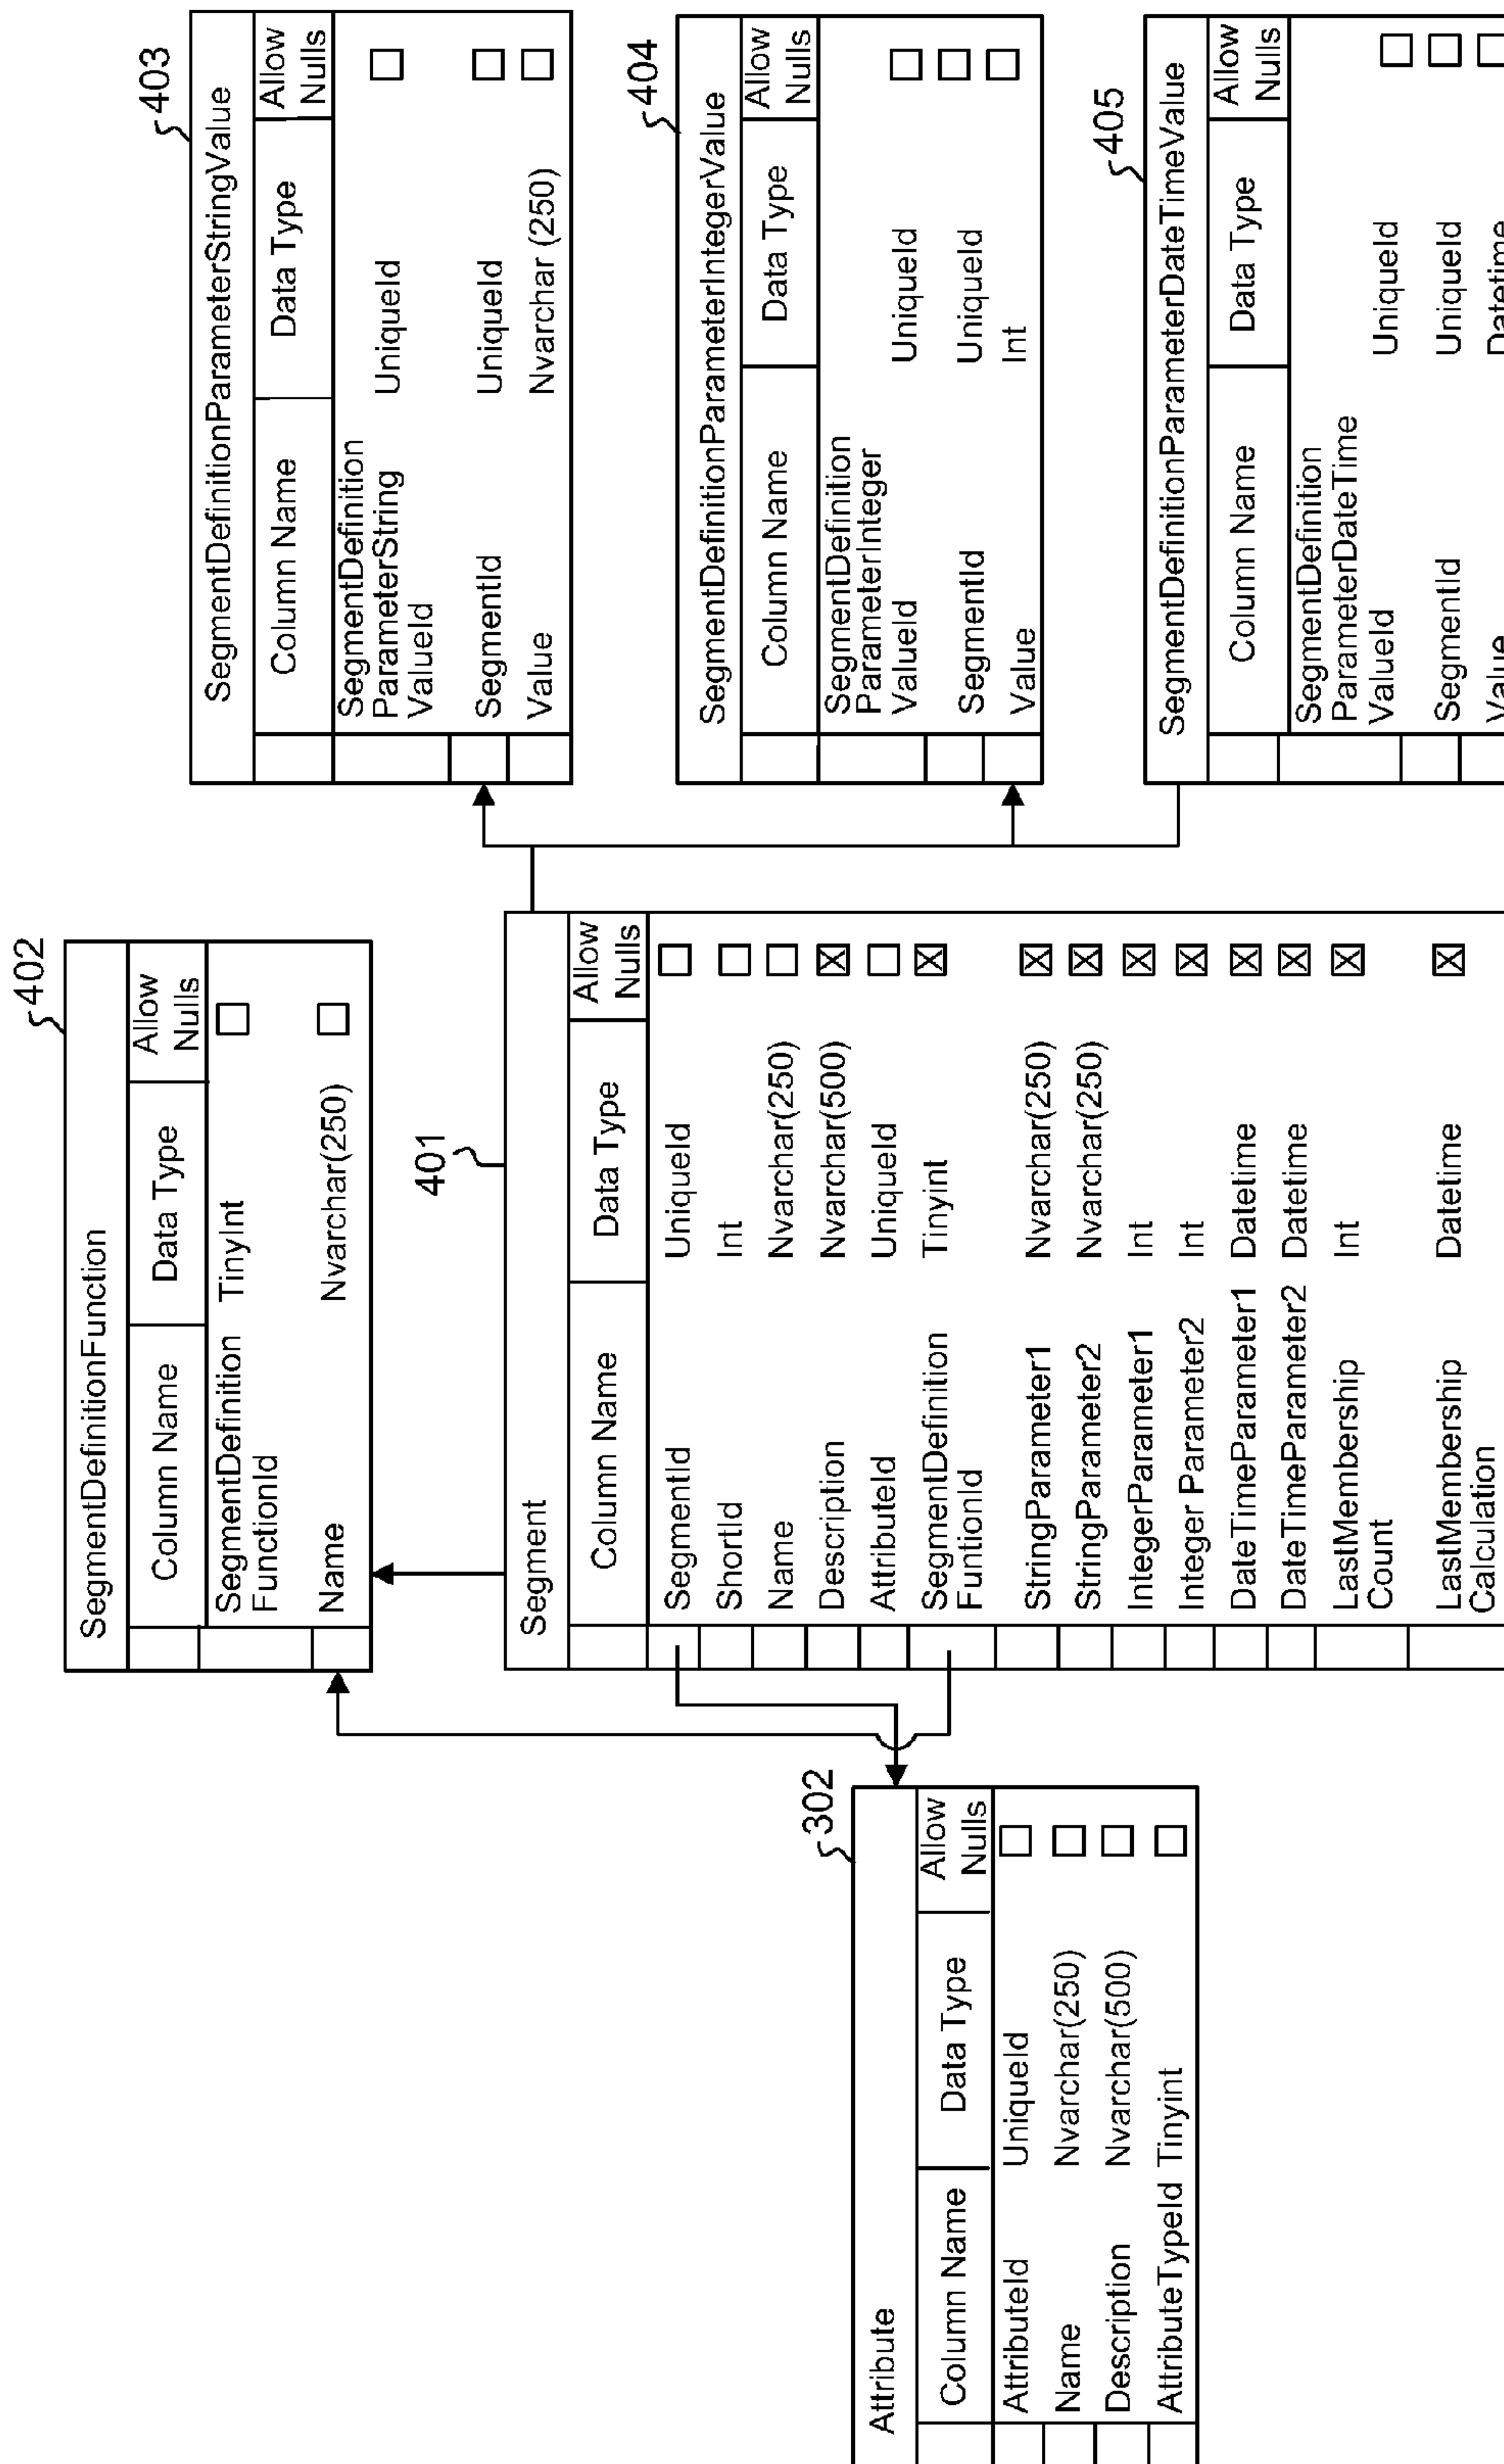 402
SegmentDefinitionFunction
Column Name Data Type Allow Nulls
SegmentDefinition TinyInt
FunctionId
Name Nvarchar(250)
302
Attribute
Column Name Data Type Allow Nulls
AttributeId UniqueId
Name Nvarchar(250)
Description Nvarchar(500)
AttributeTypeId Tinyint
401
Segment
Column Name Data Type Allow Nulls
SegmentId UniqueId
ShortId Int
Name Nvarchar(250)
Description Nvarchar(500)
AttributeId UniqueId
SegmentDefinition Tinyint
FuntionId
StringParameter1 Nvarchar(250)
StringParameter2 Nvarchar(250)
IntegerParameter1 Int
Integer Parameter2 Int
DateTimeParameter1 Datetime
DateTimeParameter2 Datetime
LastMembership Int
Count
LastMembership Datetime
Calculation
403
SegmentDefinitionParameterStringValue
Column Name Data Type Allow Nulls
SegmentDefinition
ParameterString UniqueId
ValueId
SegmentId UniqueId
Value Nvarchar (250)
404
SegmentDefinitionParameterIntegerValue
Column Name Data Type Allow Nulls
SegmentDefinition
ParameterInteger
ValueId UniqueId
SegmentId UniqueId
Value Int
405
SegmentDefinitionParameterDateTimeValue
Column Name Data Type Allow Nulls
SegmentDefinition
ParameterDateTime
ValueId UniqueId
SegmentId UniqueId
Value Datetime